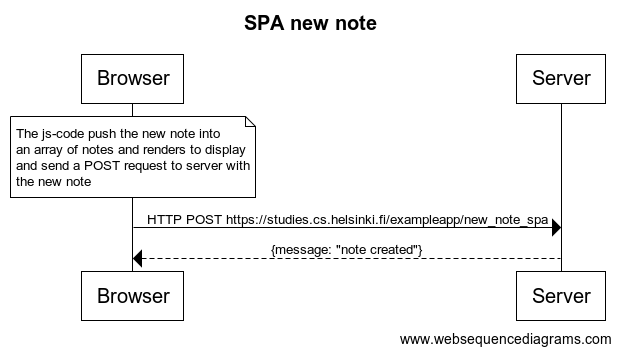 SPA new note
Browser
Server
The js-code push the new note into
an array of notes and renders to display
and send a POST request to server with
the new note
HTTP POST https://studies.cs.helsinki.fi/exampleapp/new_note_spa
{message: "note created"}
Browser
Server
www.websequencediagrams.com